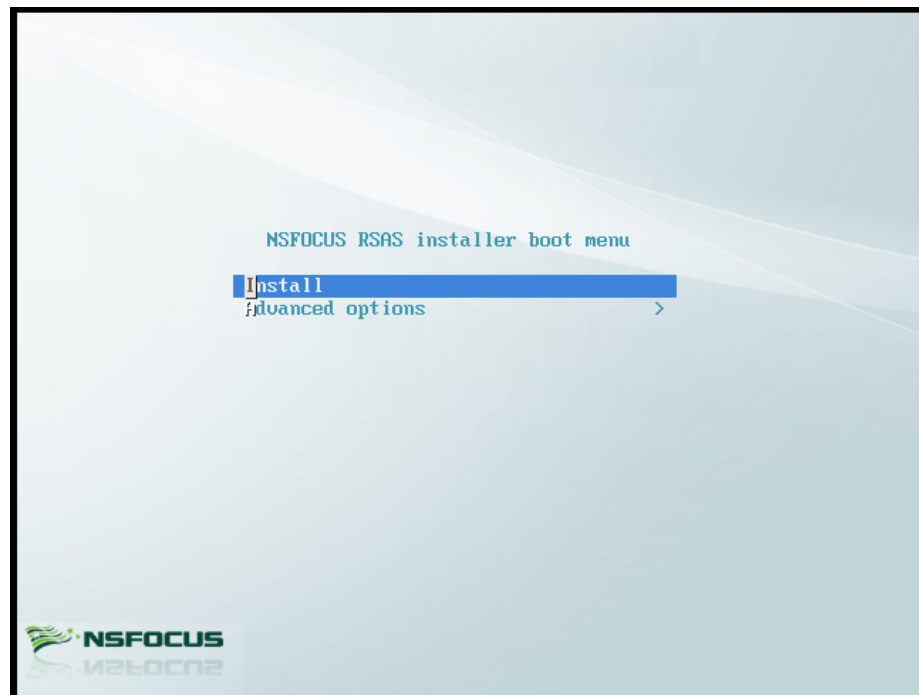 NSFOCUS RSAS installer boot menu
Install
Advanced options >
NSFOCUS